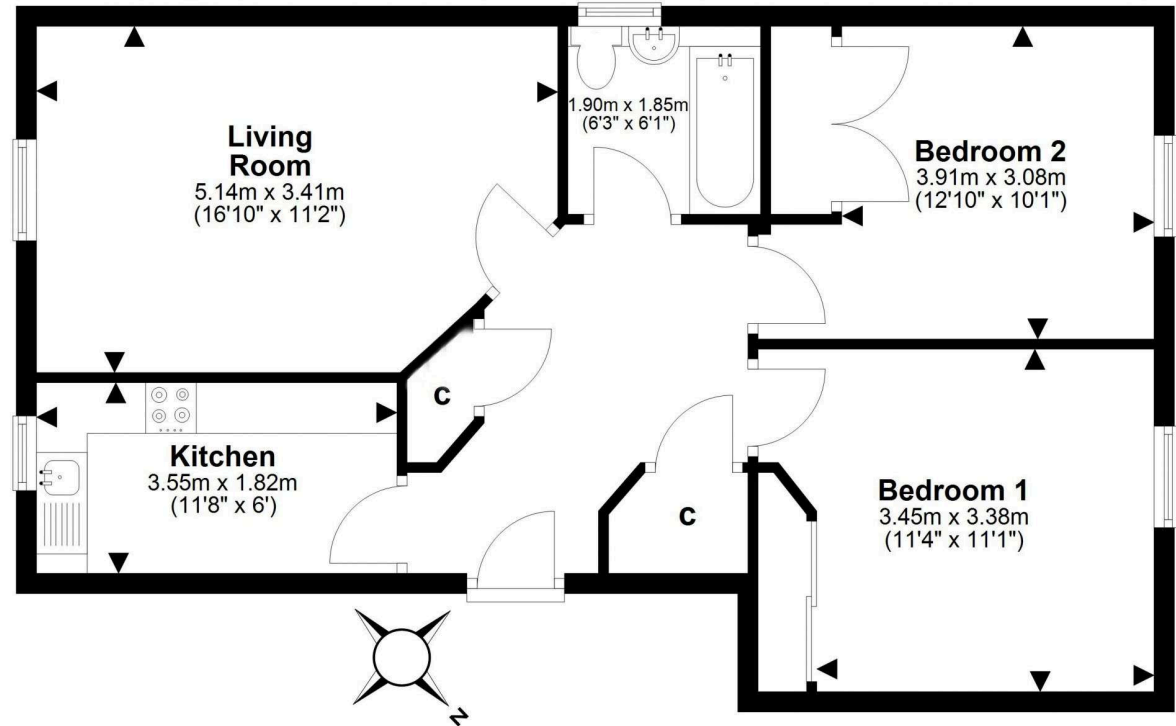 Living
Room
5.14m x 3.41m
(16'10" x 11'2")
1.90m x 1.85m
(6'3" x 6'1")
Bedroom 2
3.91m x 3.08m
(12'10" x 10'1")
C
Kitchen
3.55m x 1.82m
(11'8" x 6')
C
Bedroom 1
3.45m x 3.38m
(11'4" x 11'1")
N